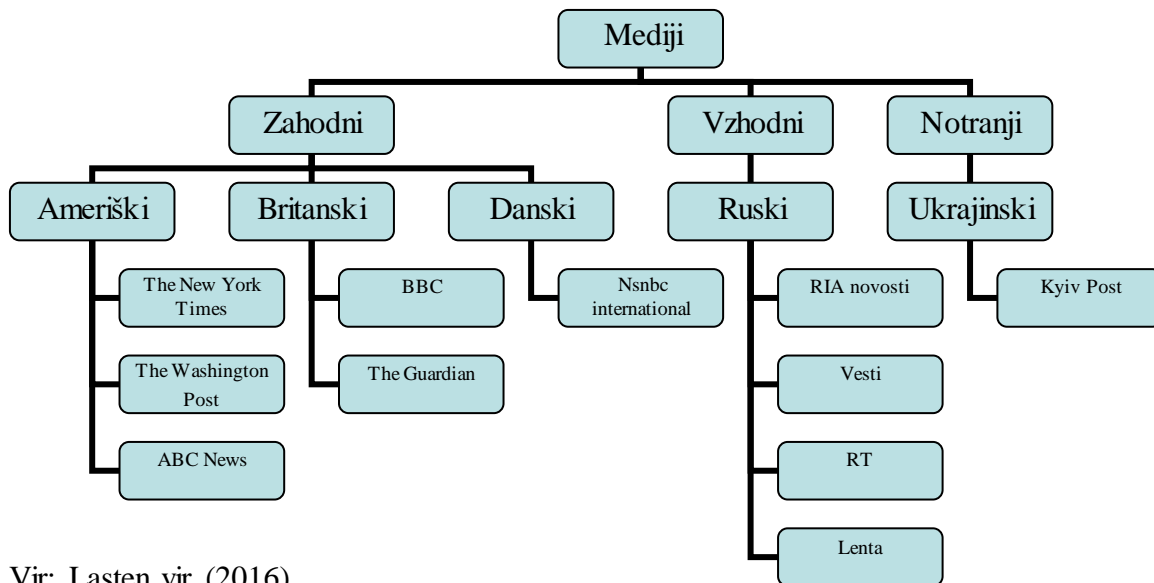 Mediji
Zahodni
Vzhodni
Notranji
Ameriški
Britanski
Danski
Ruski
Ukrajinski
The New York
Times
BBC
Nsnbc
international
RIA novosti
Kyiv Post
The Washington
Post
The Guardian
Vesti
ABC News
RT
Lenta
Vir: Lasten vir (2016)